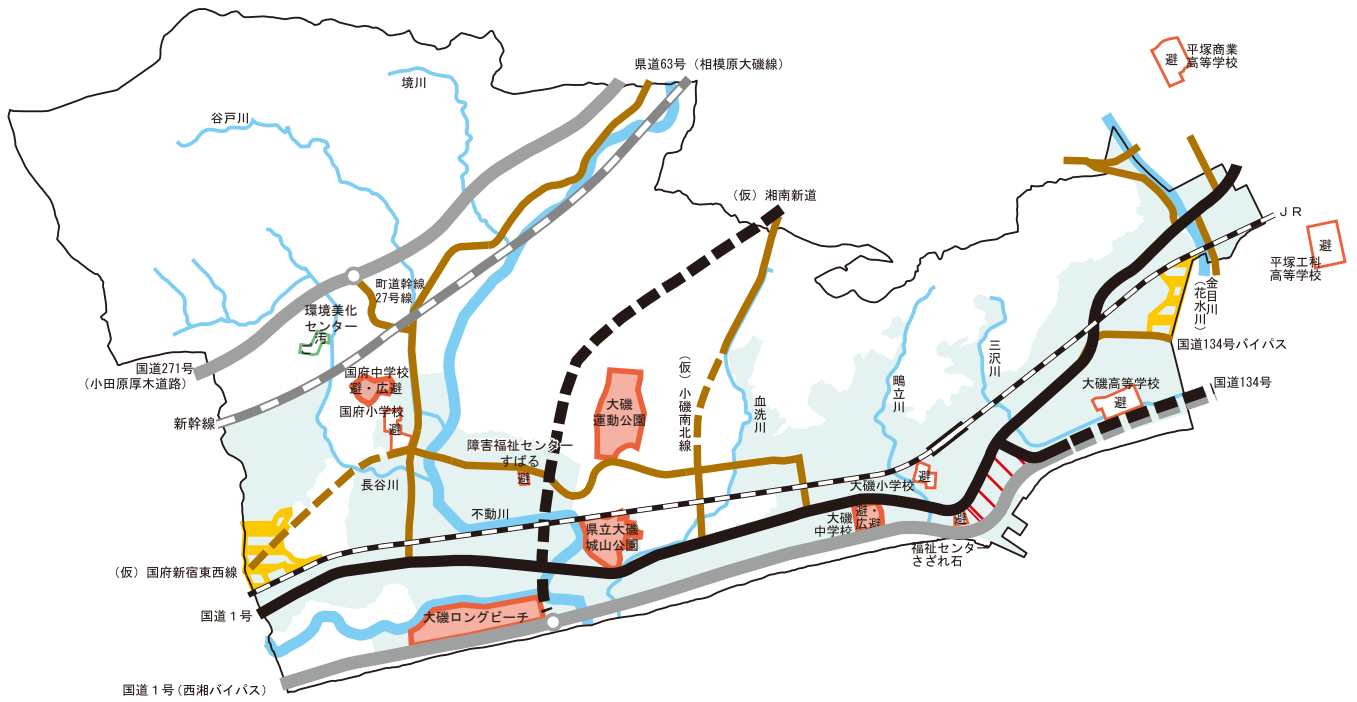 平塚商業
高等学校
避
県道63号（相模原大磯線）
境川
谷戸川
（仮）湘南新道
ＪＲ
避
平塚工科
高等学校
町道幹線
27号線
金目川
（花水川）
環境美化
センター
汚
国道134号バイパス
三沢川
国道271号
（小田原厚木道路）
国府中学校
避・広避
（仮）小磯南北線
鴫立川
大磯高等学校
避
国道134号
血洗川
大磯
運動公園
国府小学校
避
新幹線
障害福祉センター
すばる
避
長谷川
大磯小学校
避
不動川
県立大磯
城山公園
大磯
中学校
避・
広避
避
福祉センター
さざれ石
（仮）国府新宿東西線
国道１号
大磯ロングビーチ
国道１号（西湘バイパス）